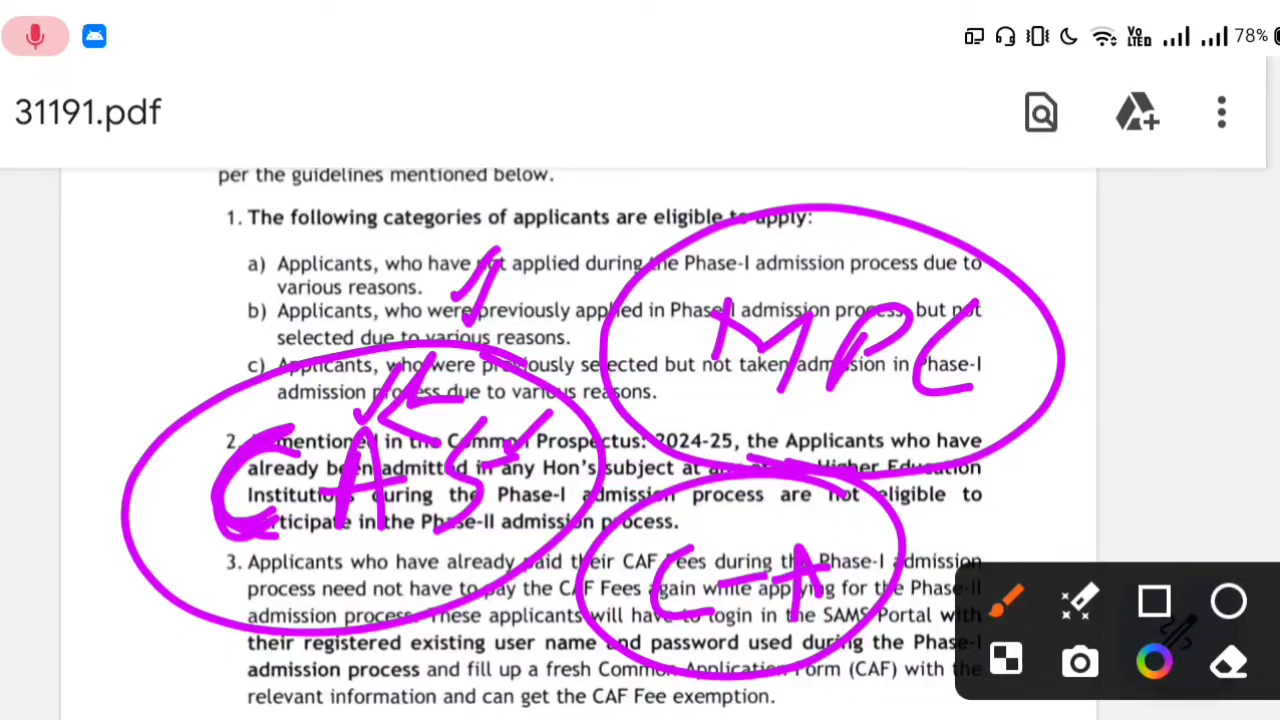 Vo LTED 78%
31191.pdf
per the guidelines mentioned below.
1. The following categories of applicants are eligible to apply:
a) Applicants, who have not applied during the Phase-I admission process due to
various reasons.
b) Applicants, who were previously applied in Phase-I admission process, but not
selected due to various reasons.
c) Applicants, who were previously selected but not taken admission in Phase-I
admission process due to various reasons.
MPC
CAS
2. As mentioned in the Common Prospectus: 2024-25, the Applicants who have
already been admitted in any Hon's subject at any of the Higher Education
Institutions during the Phase-I admission process are not eligible to
participate in the Phase-II admission process.
C-A
3. Applicants who have already paid their CAF Fees during the Phase-I admission
process need not have to pay the CAF Fees again while applying for the Phase-II
admission process. These applicants will have to login in the SAMS Portal with
their registered existing user name and password used during the Phase-I
admission process and fill up a fresh Common Application Form (CAF) with the
relevant information and can get the CAF Fee exemption.